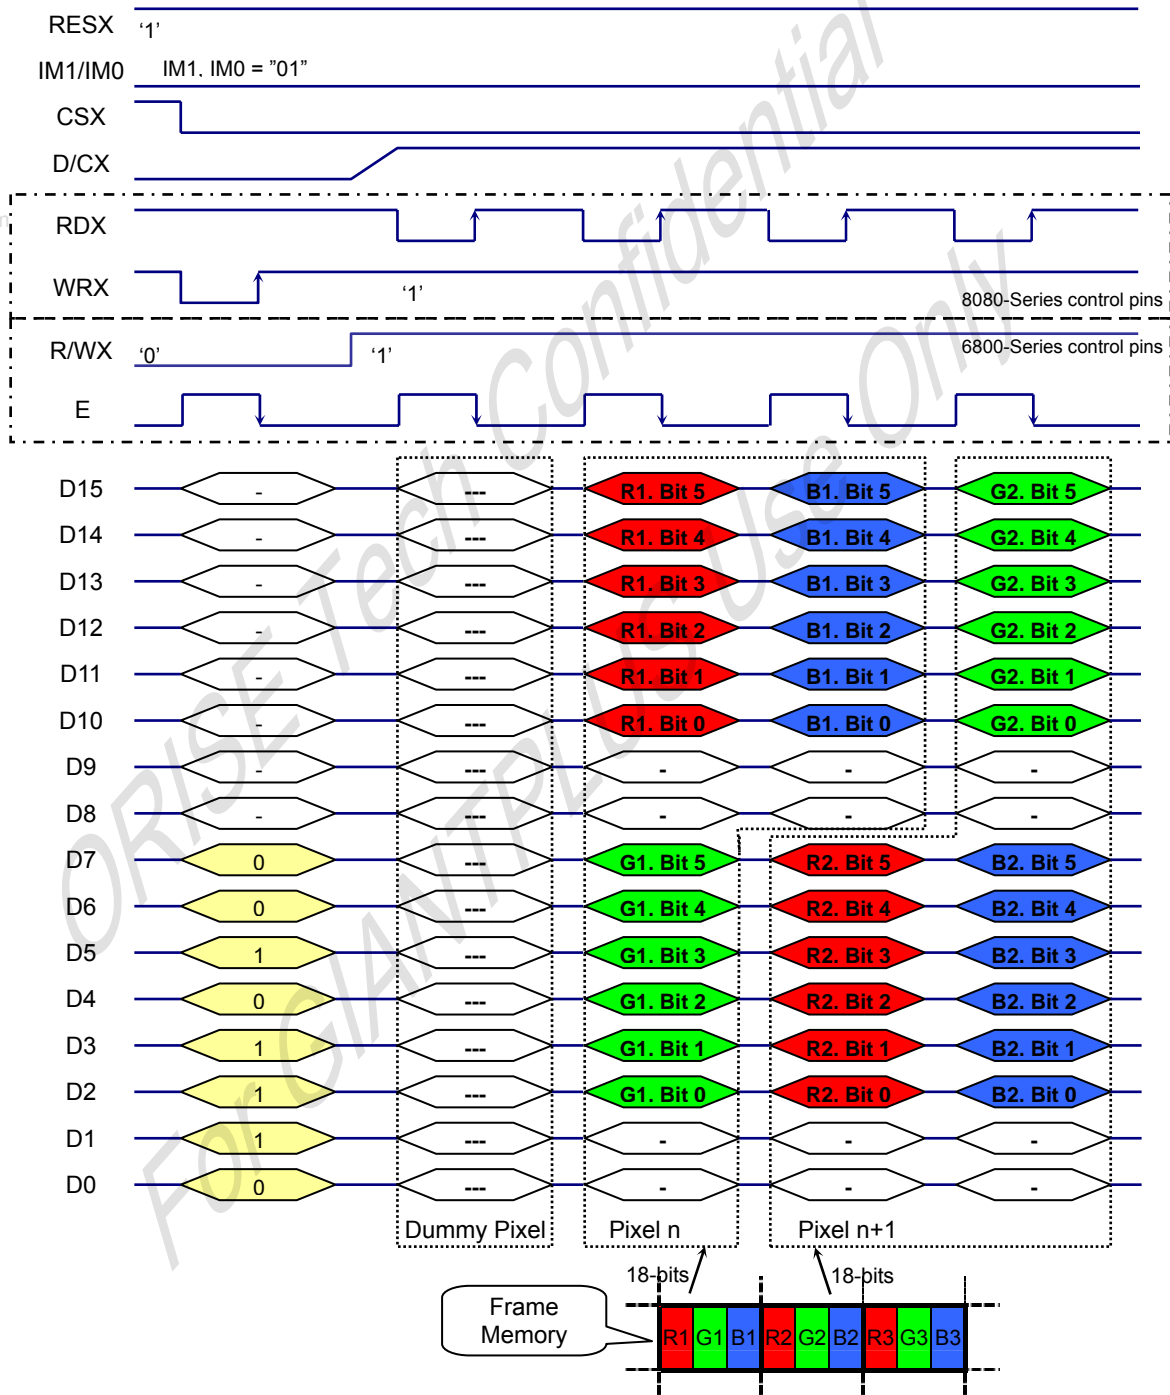 RESX ‘1’
IM1/IM0 IM1, IM0 = ”01”
CSX
D/CX
RDX
WRX ‘1’
8080-Series control pins
R/WX ‘0’ ‘1’
6800-Series control pins
E
D15 - --- R1. Bit 5 B1. Bit 5 G2. Bit 5
D14 - --- R1. Bit 4 B1. Bit 4 G2. Bit 4
D13 - --- R1. Bit 3 B1. Bit 3 G2. Bit 3
D12 - --- R1. Bit 2 B1. Bit 2 G2. Bit 2
D11 - --- R1. Bit 1 B1. Bit 1 G2. Bit 1
D10 - --- R1. Bit 0 B1. Bit 0 G2. Bit 0
D9 - --- - - -
D8 - --- - - -
D7 0 --- G1. Bit 5 R2. Bit 5 B2. Bit 5
D6 0 --- G1. Bit 4 R2. Bit 4 B2. Bit 4
D5 1 --- G1. Bit 3 R2. Bit 3 B2. Bit 3
D4 0 --- G1. Bit 2 R2. Bit 2 B2. Bit 2
D3 1 --- G1. Bit 1 R2. Bit 1 B2. Bit 1
D2 1 --- G1. Bit 0 R2. Bit 0 B2. Bit 0
D1 1 --- - - -
D0 0 --- - - -
Dummy Pixel Pixel n Pixel n+1
18-bits 18-bits
Frame
Memory
R1 G1 B1 R2 G2 B2 R3 G3 B3
ORISE Tech Confidential
For GIANTPLUS Use Only